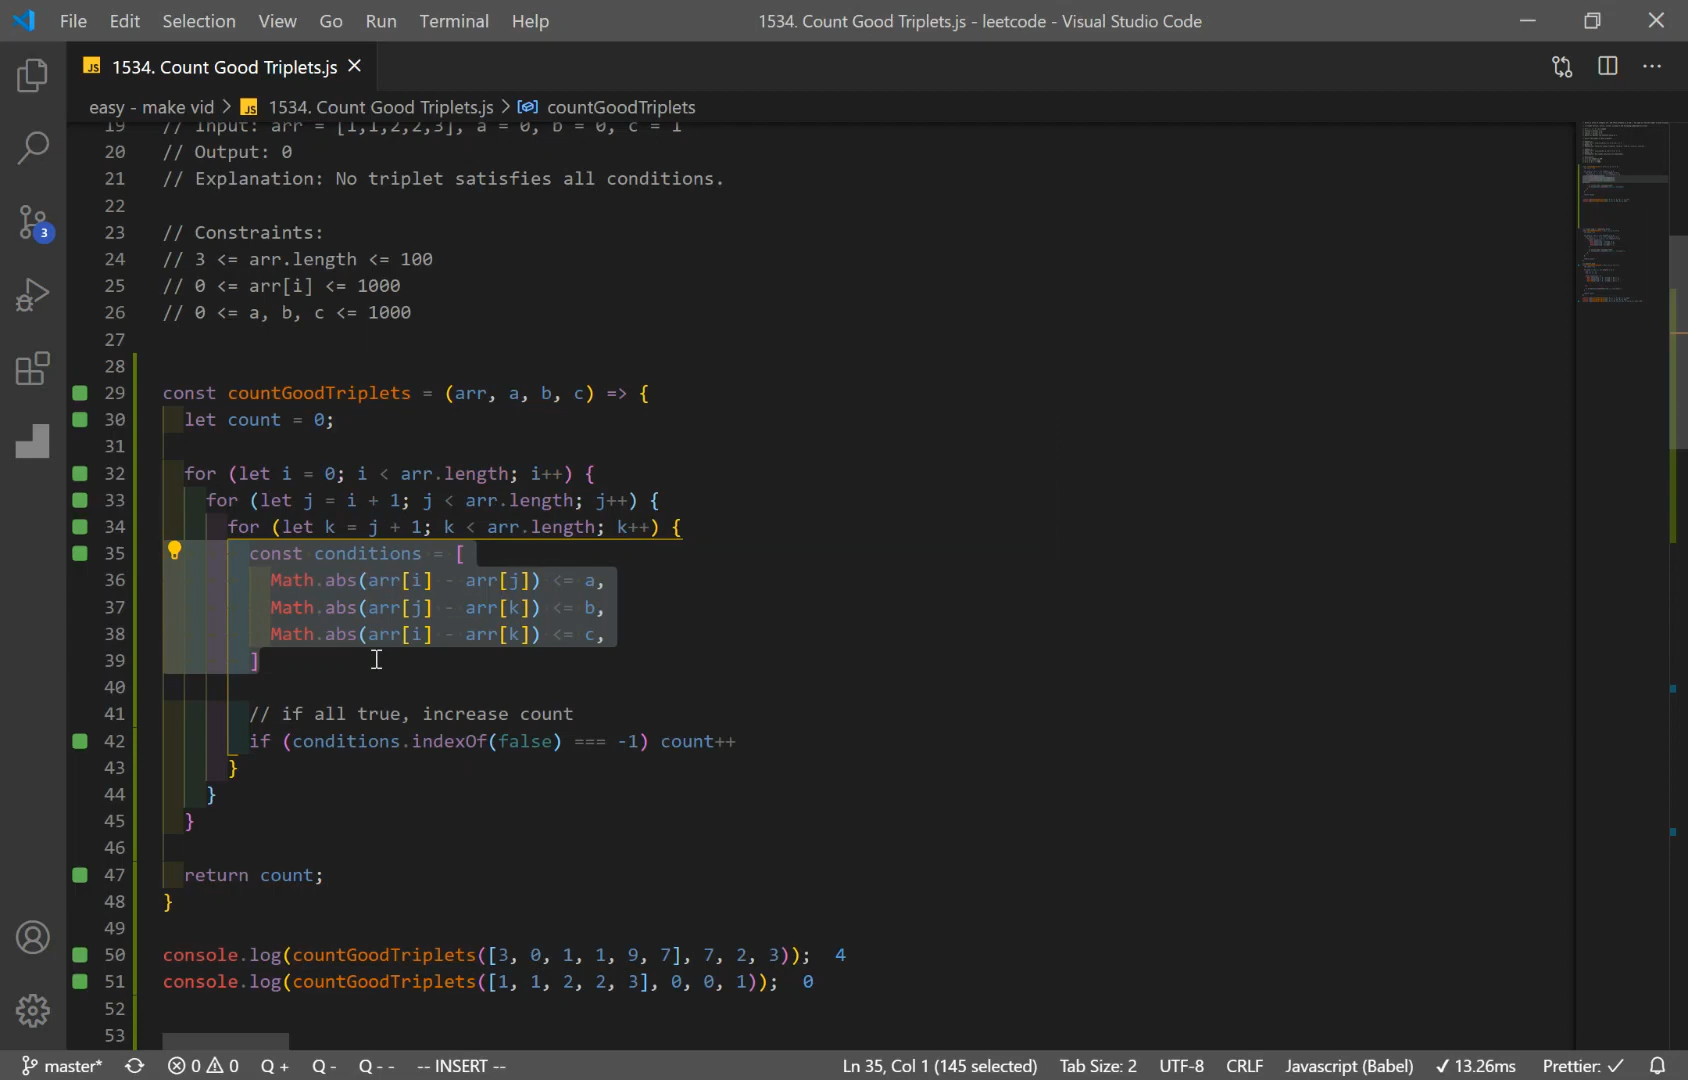 File Edit Selection View Go Run Terminal Help 1534. Count Good Triplets.js - leetcode - Visual Studio Code
JS 1534. Count Good Triplets.js
easy - make vid > JS 1534. Count Good Triplets.js > countGoodTriplets
19 // Input: arr = [1,1,2,2,3], a = 0, b = 0, c = 1
20 // Output: 0
21 // Explanation: No triplet satisfies all conditions.
22
23 // Constraints:
24 // 3 <= arr.length <= 100
25 // 0 <= arr[i] <= 1000
26 // 0 <= a, b, c <= 1000
27
28
29 const countGoodTriplets = (arr, a, b, c) => {
30 let count = 0;
31
32 for (let i = 0; i < arr.length; i++) {
33 for (let j = i + 1; j < arr.length; j++) {
34 for (let k = j + 1; k < arr.length; k++) {
35 const conditions = [
36 Math.abs(arr[i] - arr[j]) <= a,
37 Math.abs(arr[j] - arr[k]) <= b,
38 Math.abs(arr[i] - arr[k]) <= c,
39 ]
40
41 // if all true, increase count
42 if (conditions.indexOf(false) === -1) count++
43 }
44 }
45 }
46
47 return count;
48 }
49
50 console.log(countGoodTriplets([3, 0, 1, 1, 9, 7], 7, 2, 3)); 4
51 console.log(countGoodTriplets([1, 1, 2, 2, 3], 0, 0, 1)); 0
52
53
3
master* 0 0 Q + Q - Q - - -- INSERT -- Ln 35, Col 1 (145 selected) Tab Size: 2 UTF-8 CRLF Javascript (Babel) ✓ 13.26ms Prettier: ✓